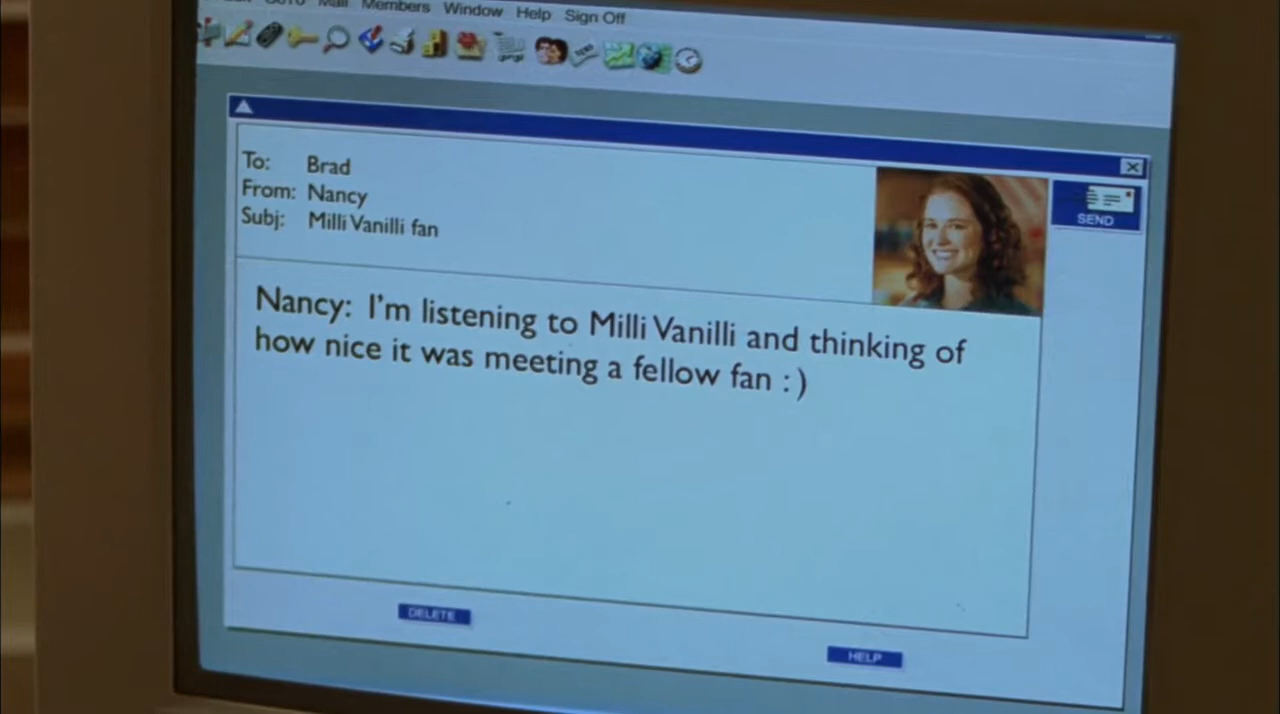 Mail Members Window Help Sign Off
To: Brad
From: Nancy
Subj: Milli Vanilli fan
SEND
Nancy: I'm listening to Milli Vanilli and thinking of
how nice it was meeting a fellow fan : )
DELETE
HELP